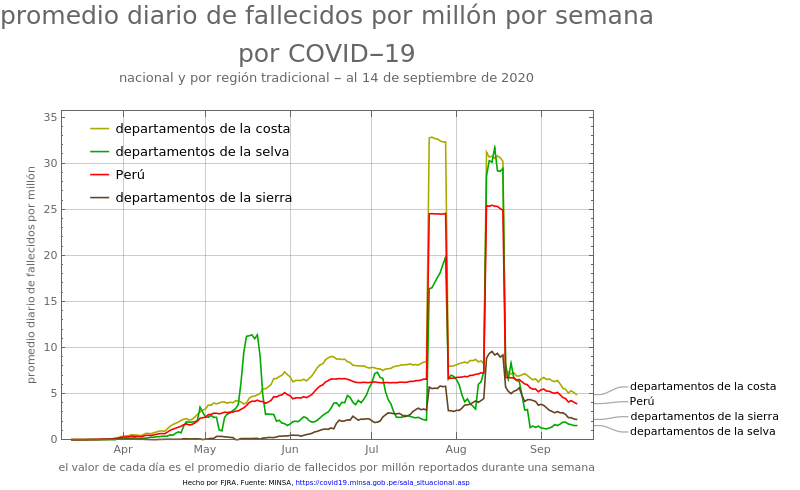 promedio diario de fallecidos por millón por semana
por COVID−19
nacional y por región tradicional − al 14 de septiembre de 2020
promedio diario de fallecidos por millón
35
30
25
20
15
10
5
0
departamentos de la costa
departamentos de la selva
Perú
departamentos de la sierra
departamentos de la costa
Perú
departamentos de la sierra
departamentos de la selva
Apr May Jun Jul Aug Sep
el valor de cada día es el promedio diario de fallecidos por millón reportados durante una semana
Hecho por FJRA. Fuente: MINSA, https://covid19.minsa.gob.pe/sala_situacional.asp